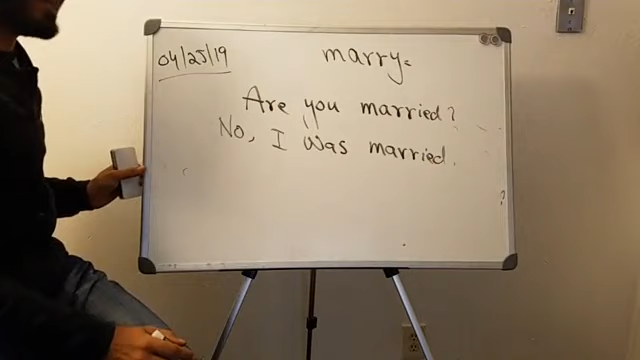 04/25/19
marry=
Are you married?
No, I was married.
?